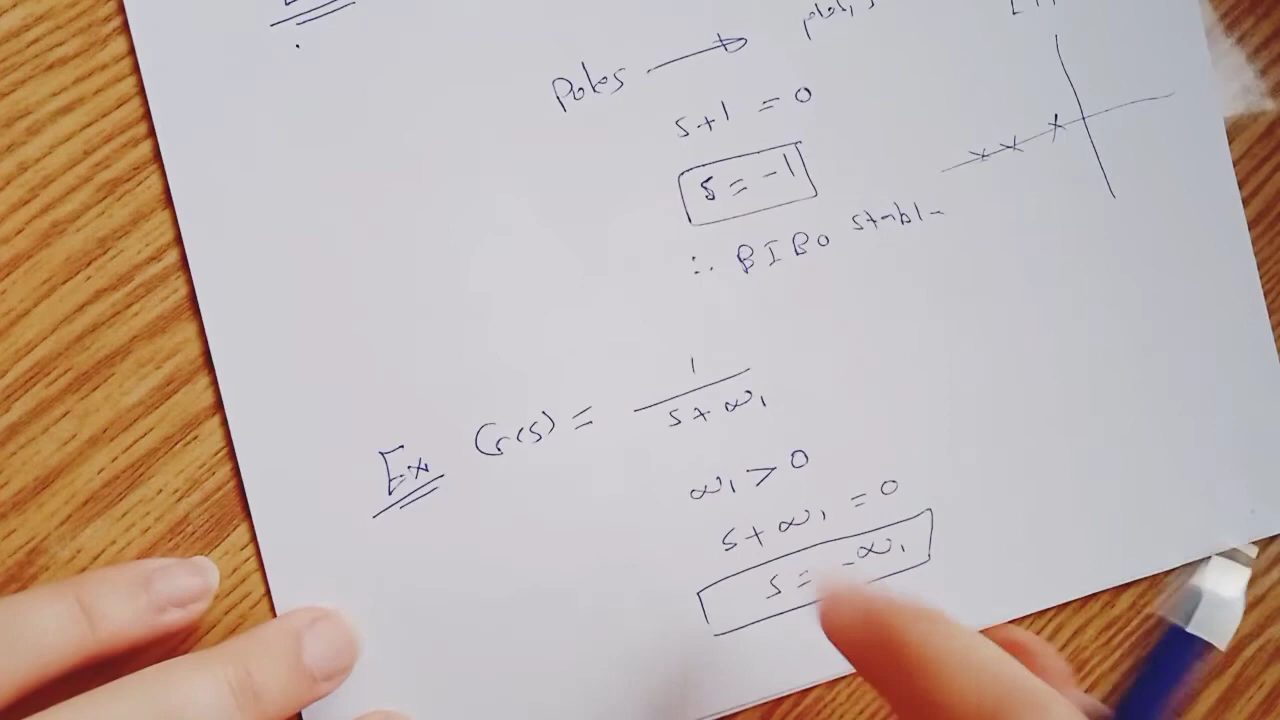 Poles →
s+1 = 0
s = -1
∴ BIBO stable
Ex G(s) = 1 / (s + ω₁)
ω₁ > 0
s + ω₁ = 0
s = -ω₁